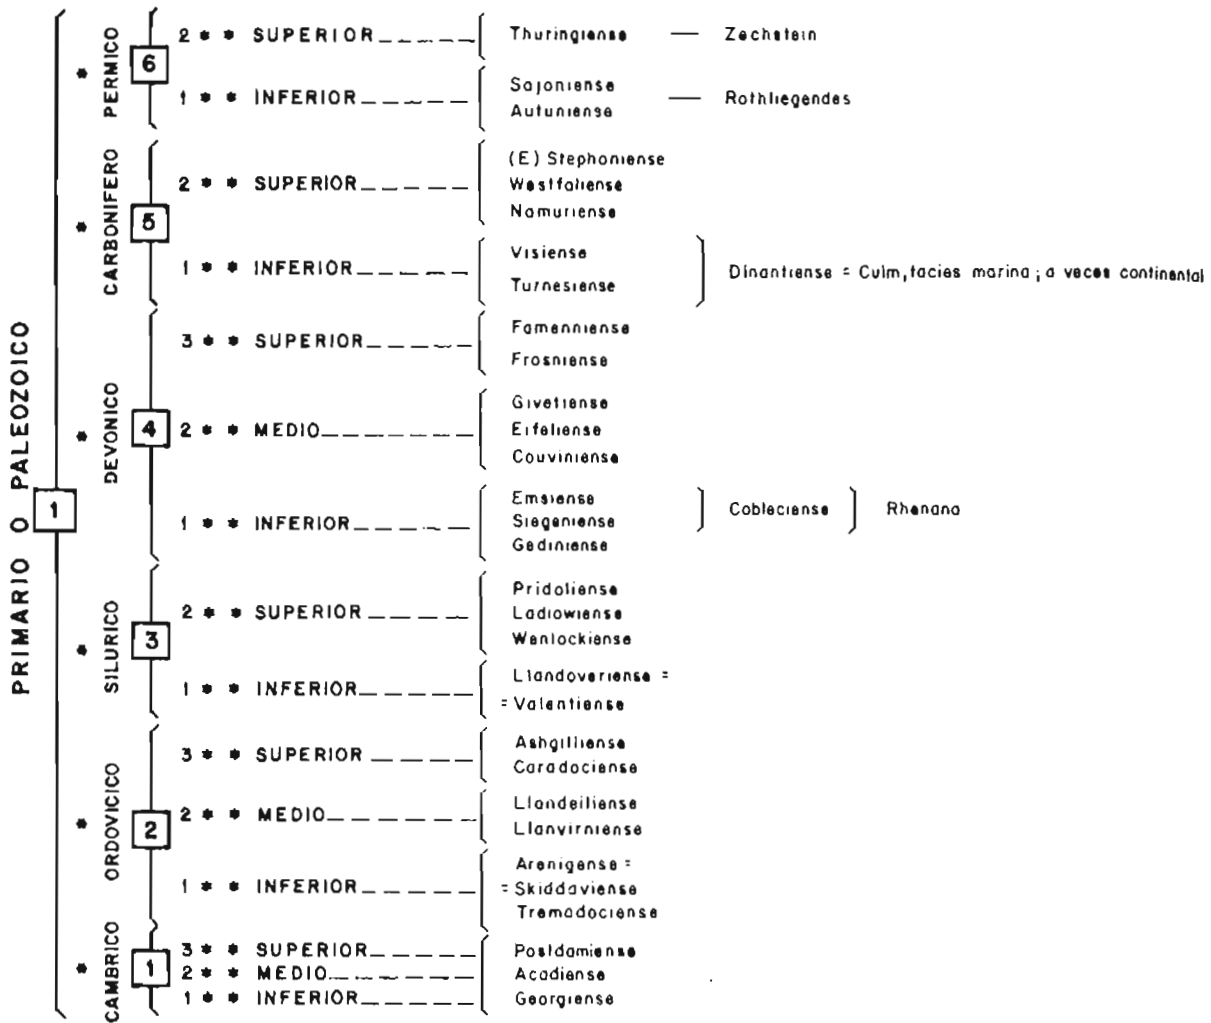 PRIMARIO O PALEOZOICO
1
* PERMICO
6
2 * * SUPERIOR Thuringiense — Zechstein
1 * * INFERIOR
Sajoniense
Autuniense
— Rothliegendes
* CARBONIFERO
5
2 * * SUPERIOR
(E) Stephoniense
Westfaliense
Namuriense
1 * * INFERIOR
Visiense
Turnesiense
Dinantiense = Culm, facies marina; a veces continental
* DEVONICO
4
3 * * SUPERIOR
Famenniense
Frosniense
2 * * MEDIO
Givetiense
Eifeliense
Couviniense
1 * * INFERIOR
Emsiense
Siegeniense
Gediniense
Cobleciense
Rhenana
* SILURICO
3
2 * * SUPERIOR
Pridoliense
Ladlowiense
Wenlockiense
1 * * INFERIOR
Llandoveriense =
= Valentiense
* ORDOVICICO
2
3 * * SUPERIOR
Ashgilliense
Caradociense
2 * * MEDIO
Llandeiliense
Llanvirniense
1 * * INFERIOR
Arenigense =
= Skiddaviense
Tremadociense
* CAMBRICO
1
3 * * SUPERIOR Postdamiense
2 * * MEDIO Acadiense
1 * * INFERIOR Georgiense